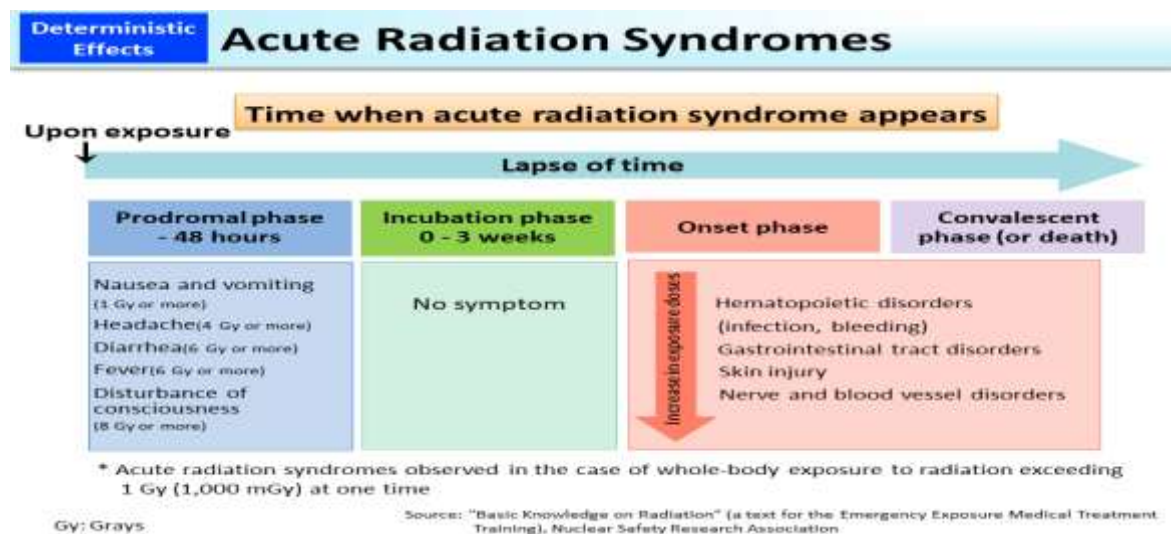 Deterministic
Effects
Acute Radiation Syndromes
Time when acute radiation syndrome appears
Upon exposure
Lapse of time
Prodromal phase
- 48 hours
Incubation phase
0 - 3 weeks
Onset phase
Convalescent
phase (or death)
Nausea and vomiting
(1 Gy or more)
Headache(4 Gy or more)
Diarrhea(6 Gy or more)
Fever(6 Gy or more)
Disturbance of
consciousness
(8 Gy or more)
No symptom
Increase in exposure doses
Hematopoietic disorders
(infection, bleeding)
Gastrointestinal tract disorders
Skin injury
Nerve and blood vessel disorders
* Acute radiation syndromes observed in the case of whole-body exposure to radiation exceeding
1 Gy (1,000 mGy) at one time
Gy: Grays
Source: "Basic Knowledge on Radiation" (a text for the Emergency Exposure Medical Treatment
Training), Nuclear Safety Research Association